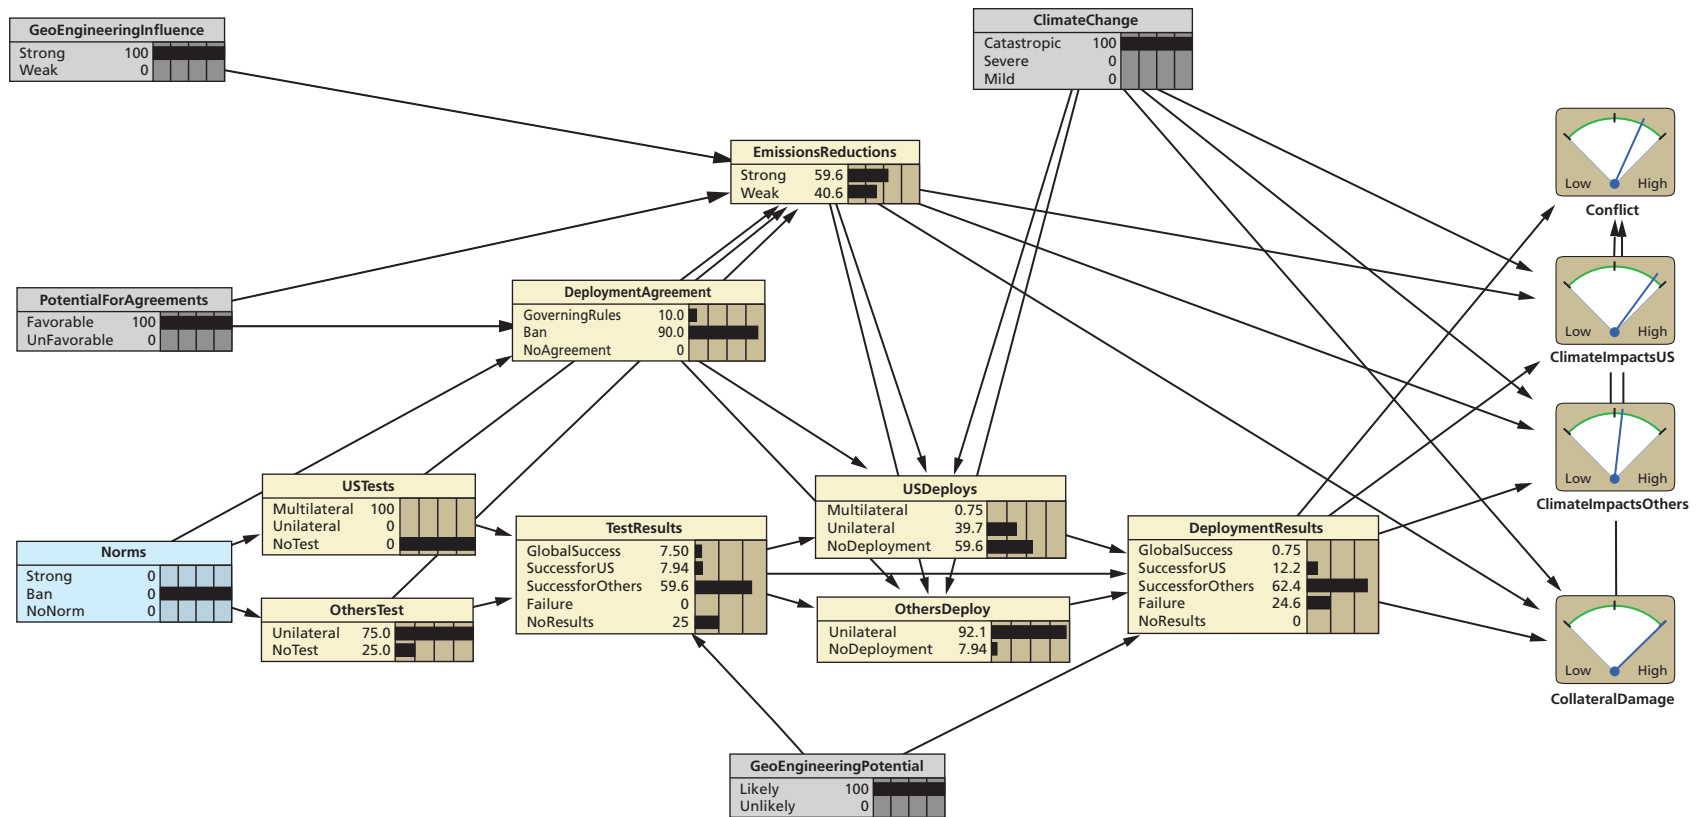 GeoEngineeringInfluence
Strong 100
Weak 0
ClimateChange
Catastropic 100
Severe 0
Mild 0
EmissionsReductions
Strong 59.6
Weak 40.6
Low High
Conflict
PotentialForAgreements
Favorable 100
UnFavorable 0
DeploymentAgreement
GoverningRules 10.0
Ban 90.0
NoAgreement 0
Low High
ClimateImpactsUS
USTests
Multilateral 100
Unilateral 0
NoTest 0
USDeploys
Multilateral 0.75
Unilateral 39.7
NoDeployment 59.6
Low High
ClimateImpactsOthers
Norms
Strong 0
Ban 0
NoNorm 0
OthersTest
Unilateral 75.0
NoTest 25.0
TestResults
GlobalSuccess 7.50
SuccessforUS 7.94
SuccessforOthers 59.6
Failure 0
NoResults 25
OthersDeploy
Unilateral 92.1
NoDeployment 7.94
DeploymentResults
GlobalSuccess 0.75
SuccessforUS 12.2
SuccessforOthers 62.4
Failure 24.6
NoResults 0
Low High
CollateralDamage
GeoEngineeringPotential
Likely 100
Unlikely 0